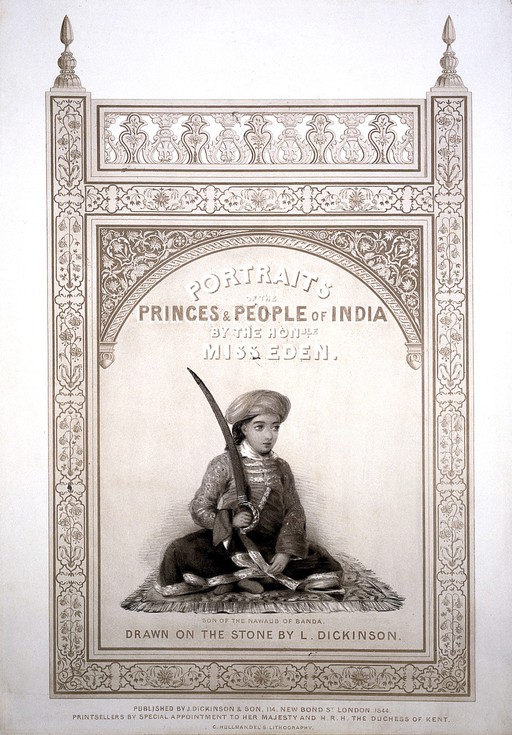 PORTRAITS
OF THE
PRINCES & PEOPLE OF INDIA
BY THE HONBLE
MISS EDEN.
SON OF THE NAWAUB OF BANDA.
DRAWN ON THE STONE BY L. DICKINSON.
PUBLISHED BY J. DICKINSON & SON, 114, NEW BOND ST LONDON. 1844.
PRINTSELLERS BY SPECIAL APPOINTMENT TO HER MAJESTY AND H. R. H. THE DUCHESS OF KENT.
C. HULLMANDEL'S LITHOGRAPHY.